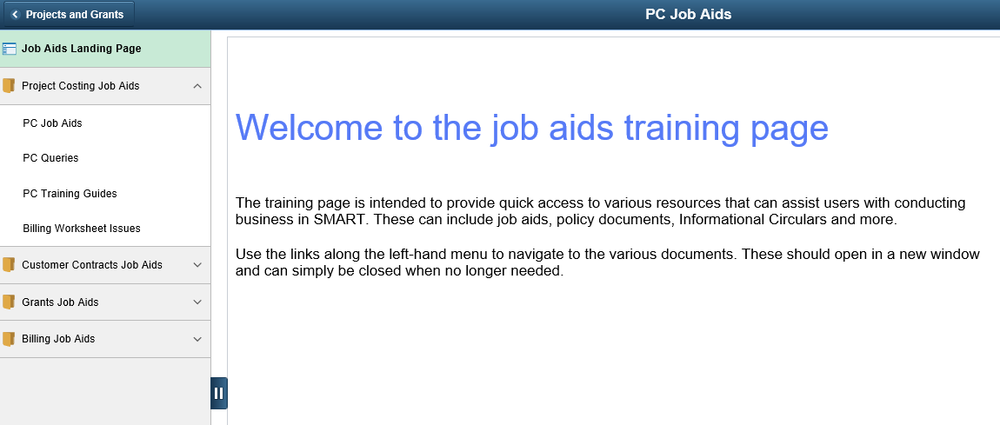 Projects and Grants
PC Job Aids
Job Aids Landing Page
Project Costing Job Aids
PC Job Aids
PC Queries
PC Training Guides
Billing Worksheet Issues
Customer Contracts Job Aids
Grants Job Aids
Billing Job Aids
Welcome to the job aids training page
The training page is intended to provide quick access to various resources that can assist users with conducting
business in SMART. These can include job aids, policy documents, Informational Circulars and more.
Use the links along the left-hand menu to navigate to the various documents. These should open in a new window
and can simply be closed when no longer needed.